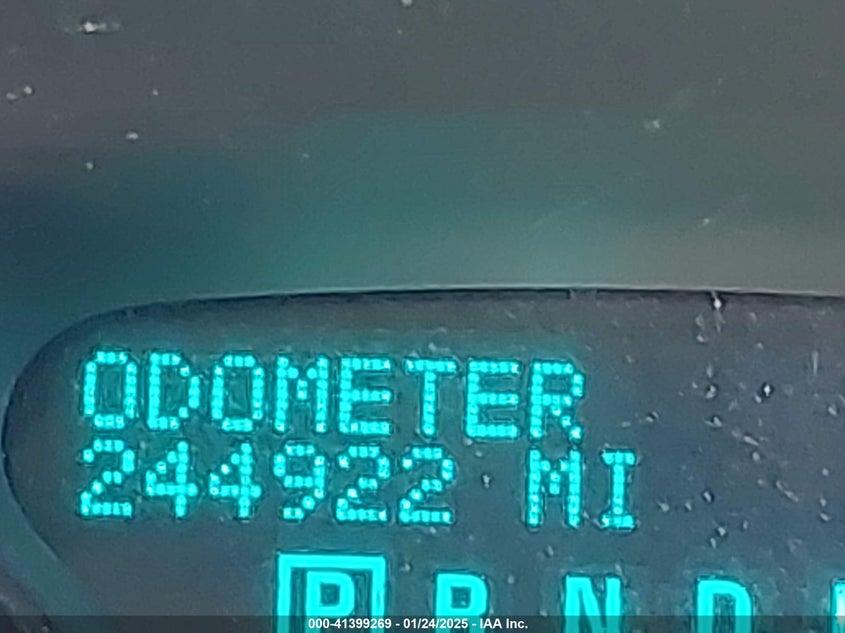 ODOMETER
244922 MI
P R N D
000-41399269 - 01/24/2025 - IAA Inc.